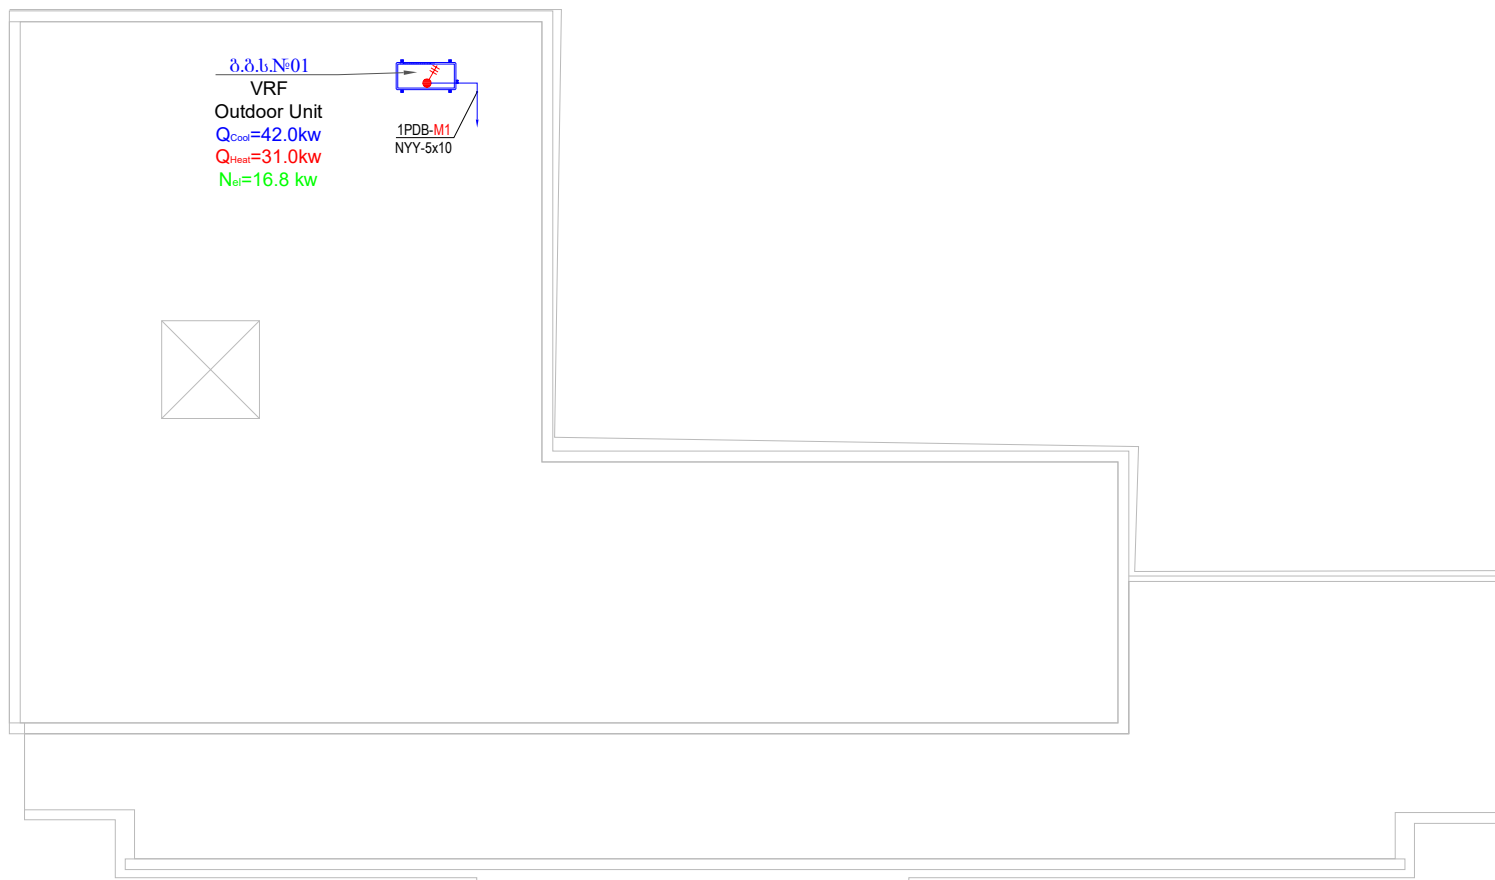 გ.გ.ს.№01
VRF
Outdoor Unit
QCool=42.0kw
QHeat=31.0kw
Nel=16.8 kw
1PDB-M1
NYY-5x10